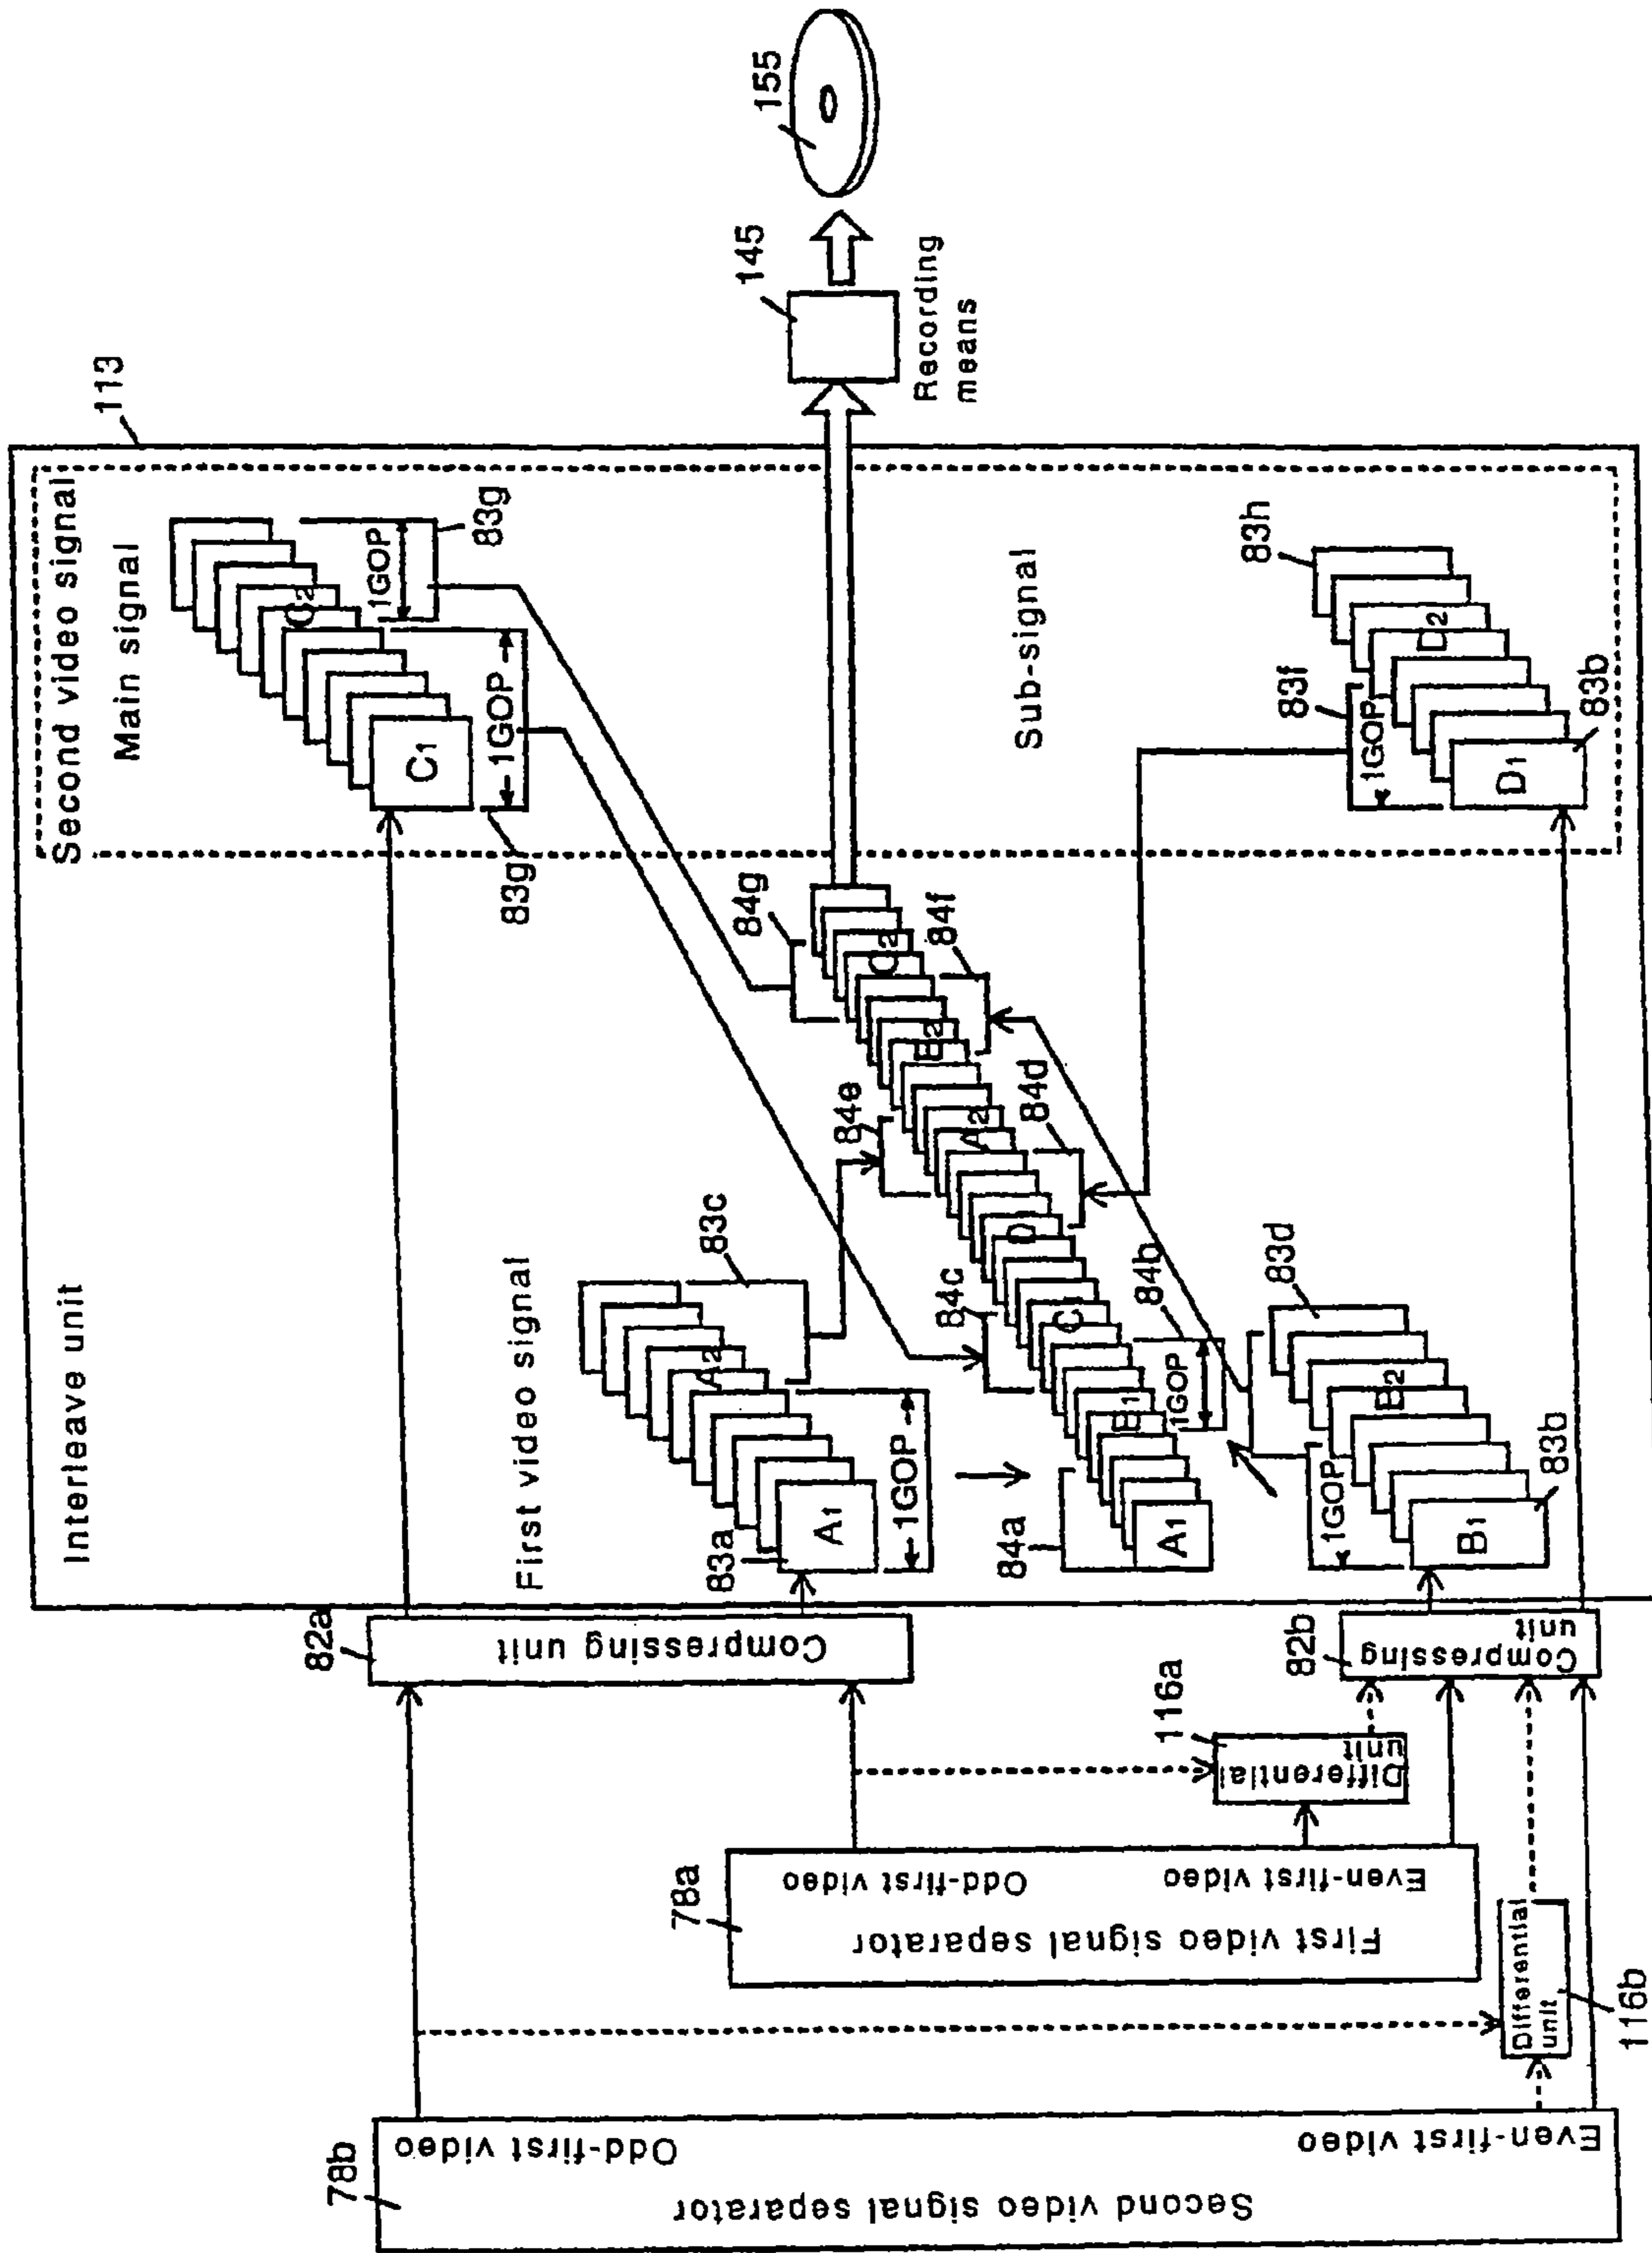 78b
Second video signal separator
Odd-first video
Even-first video
78a
First video signal separator
Odd-first video
Even-first video
Differential
unit
116b
116a
Differential
unit
82a
Compressing unit
82b
Compressing
unit
Interleave unit
113
First video signal
83a
A1
1GOP
A2
83c
84a
A1
B1
1GOP
84b
84c
C1
D
84d
84e
A2
B2
84f
84g
C2
1GOP
B1
83b
B2
83d
Second video signal
Main signal
C1
1GOP
83g
C2
1GOP
83g
Sub-signal
83f
1GOP
D1
83b
D2
83h
145
Recording
means
155